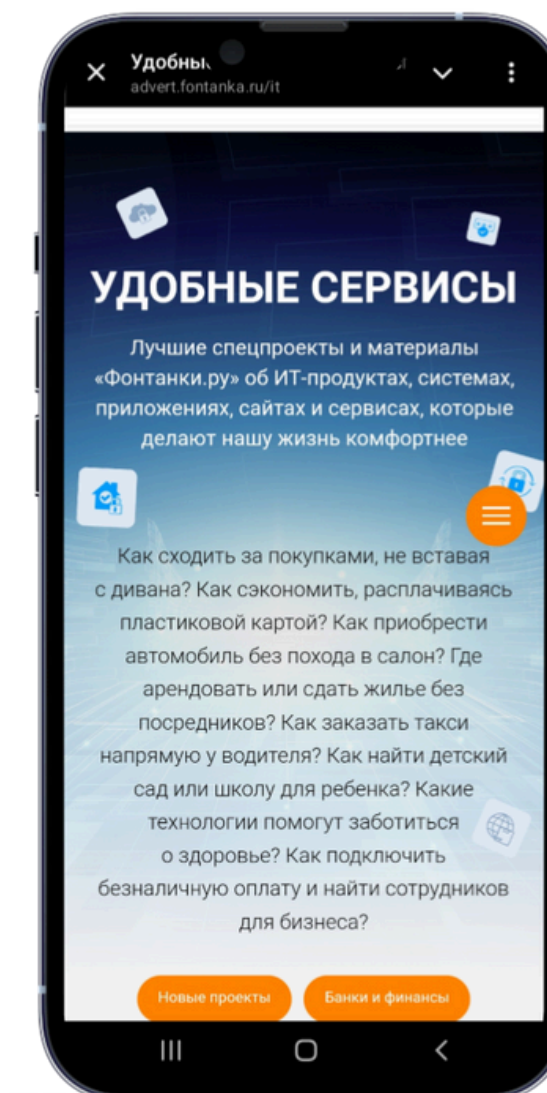 Удобны
advert.fontanka.ru/it
УДОБНЫЕ СЕРВИСЫ
Лучшие спецпроекты и материалы
«Фонтанки.ру» об ИТ-продуктах, системах,
приложениях, сайтах и сервисах, которые
делают нашу жизнь комфортнее
Как сходить за покупками, не вставая
с дивана? Как сэкономить, расплачиваясь
пластиковой картой? Как приобрести
автомобиль без похода в салон? Где
арендовать или сдать жилье без
посредников? Как заказать такси
напрямую у водителя? Как найти детский
сад или школу для ребенка? Какие
технологии помогут заботиться
о здоровье? Как подключить
безналичную оплату и найти сотрудников
для бизнеса?
Новые проекты
Банки и финансы